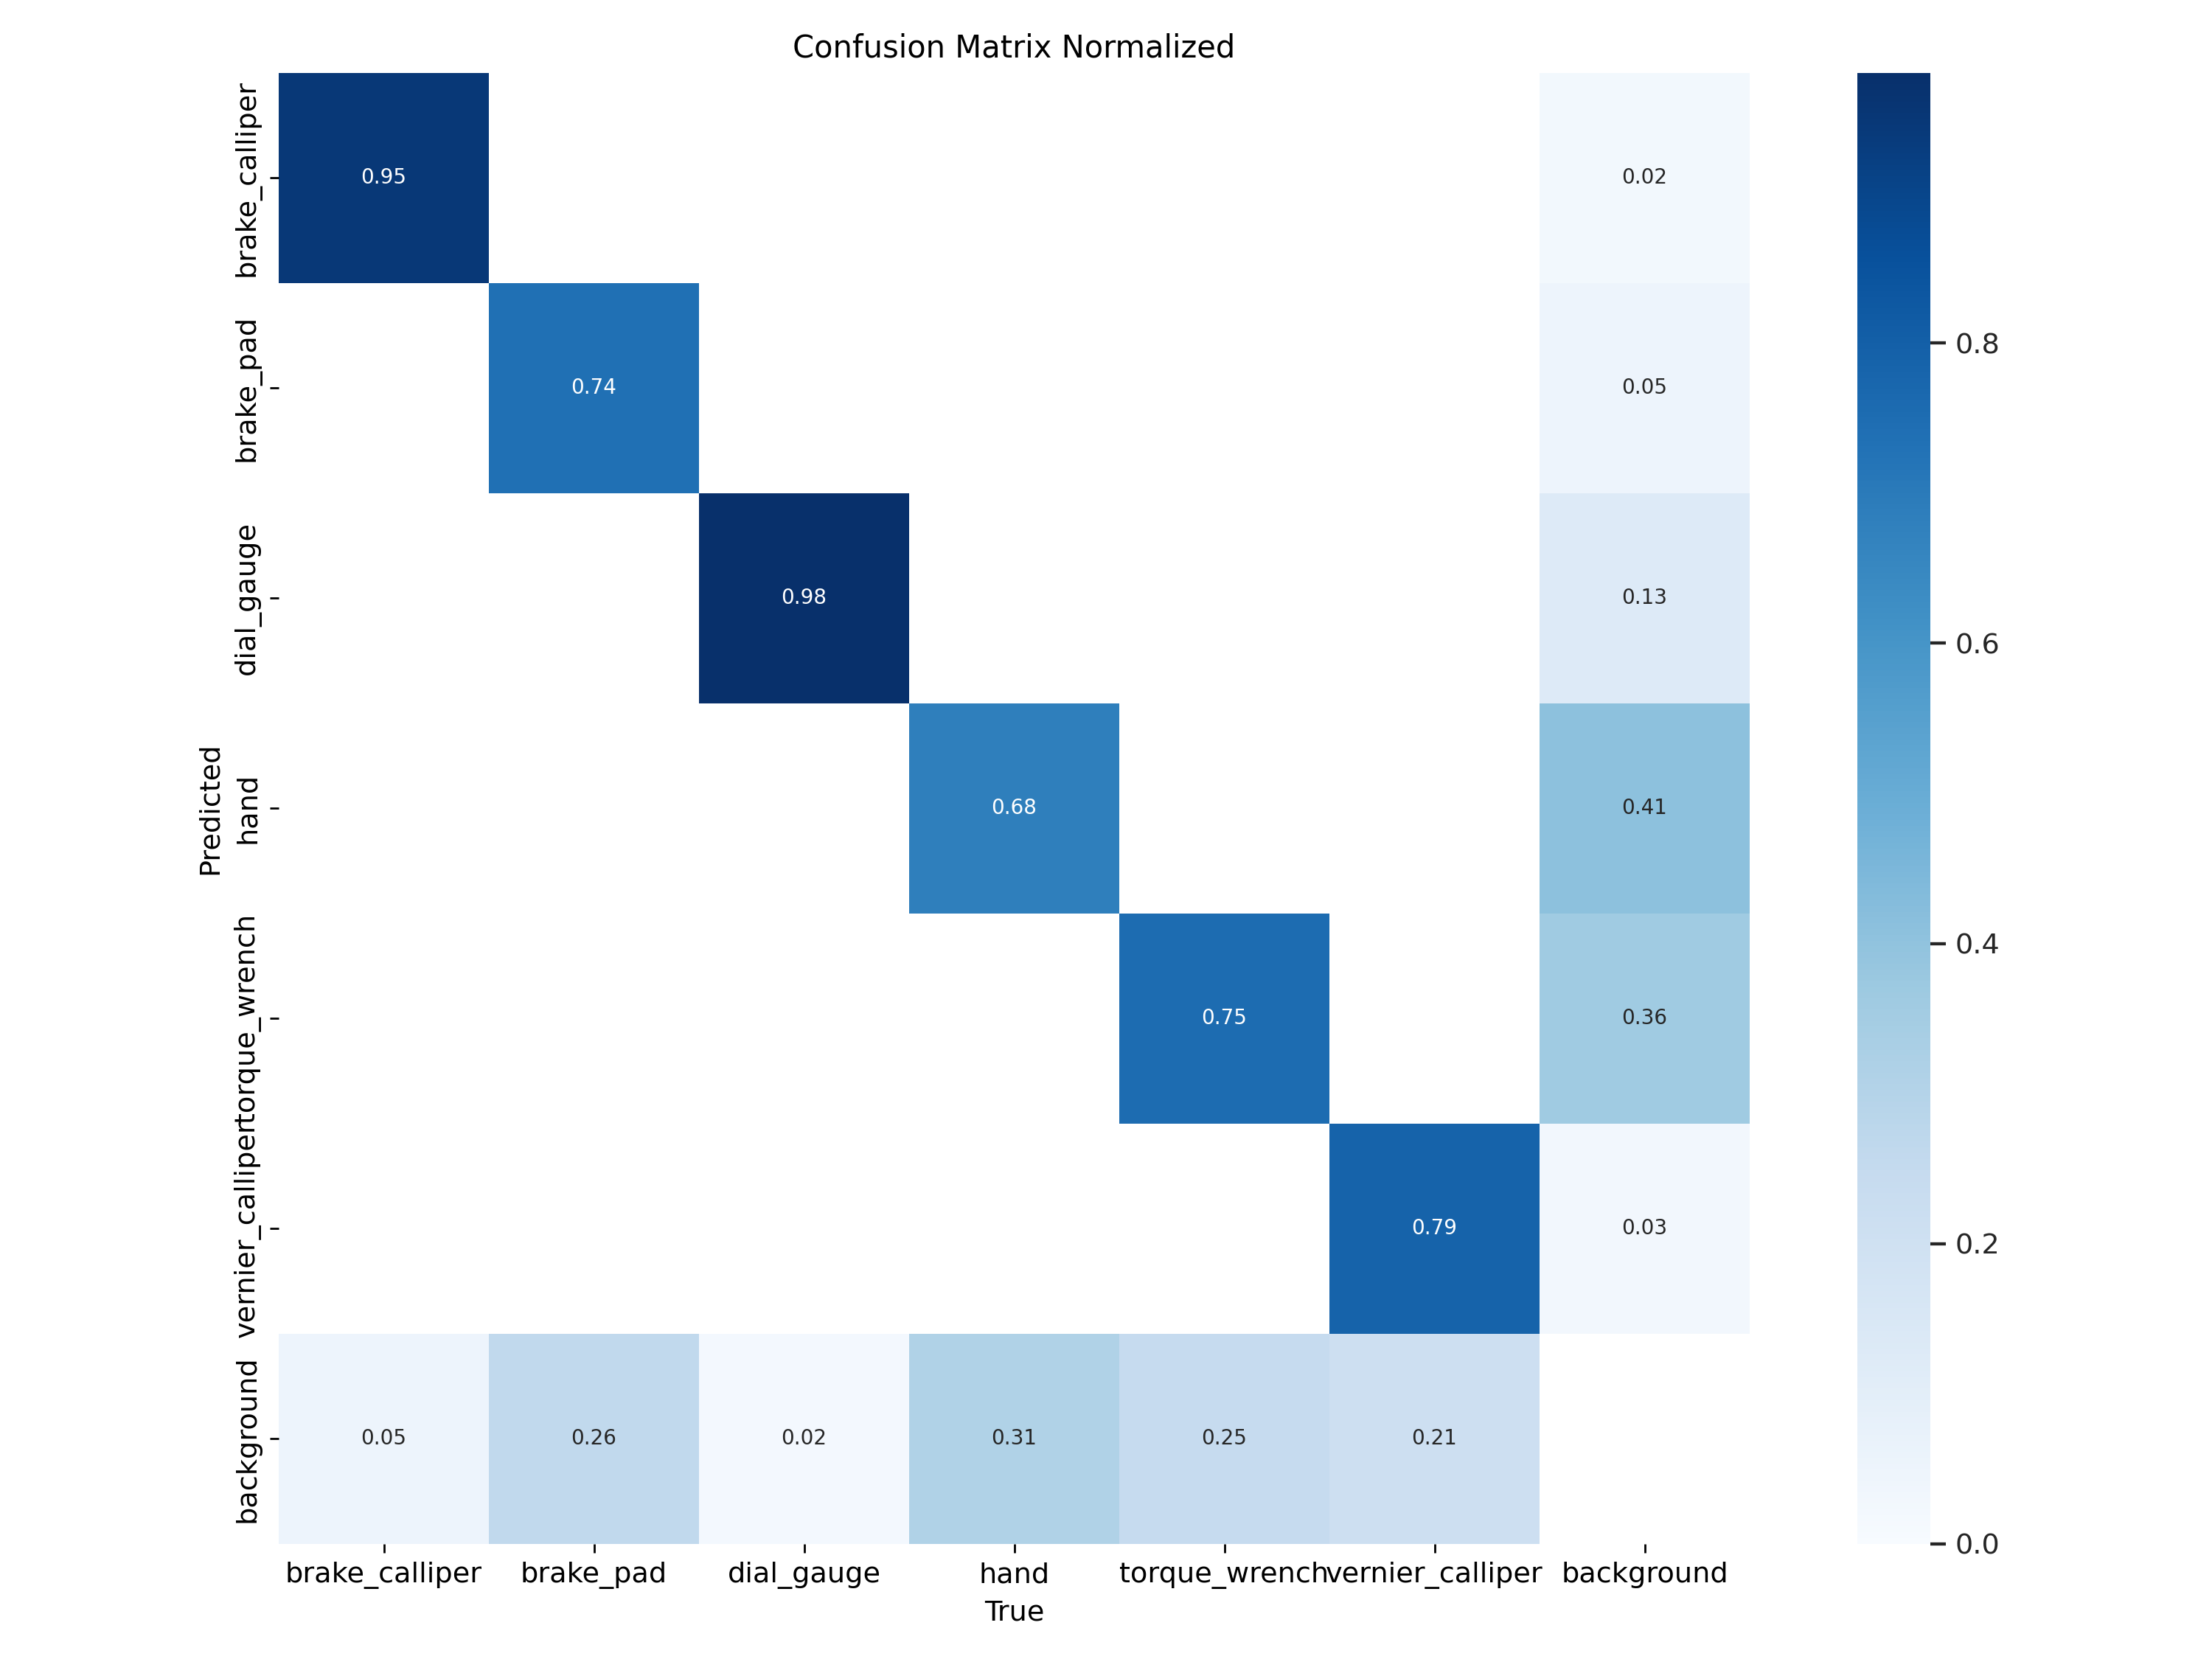 Confusion Matrix Normalized
brake_calliper
0.95
0.02
brake_pad
0.74
0.05
dial_gauge
0.98
0.13
Predicted
hand
0.68
0.41
torque_wrench
0.75
0.36
vernier_calliper
0.79
0.03
background
0.05
0.26
0.02
0.31
0.25
0.21
brake_calliper
brake_pad
dial_gauge
hand
torque_wrench
vernier_calliper
background
True
0.8
0.6
0.4
0.2
0.0